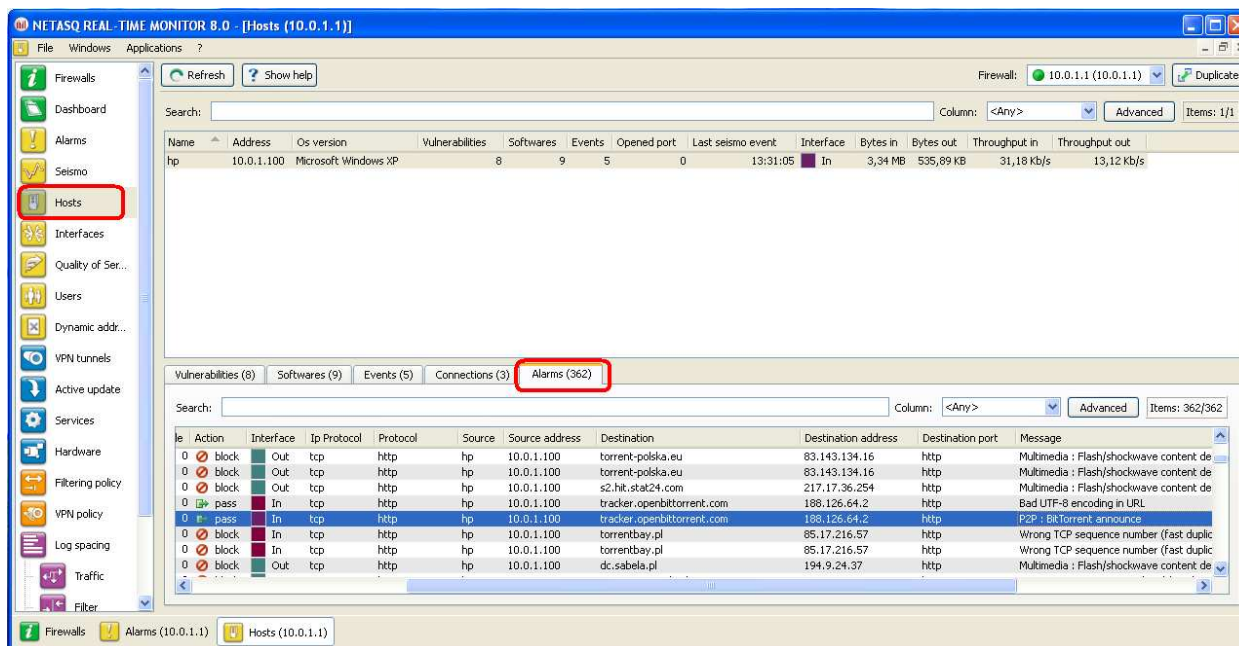 NETASQ REAL-TIME MONITOR 8.0 - [Hosts (10.0.1.1)]
File Windows Applications ?
Firewalls
Dashboard
Alarms
Seismo
Hosts
Interfaces
Quality of Ser...
Users
Dynamic addr...
VPN tunnels
Active update
Services
Hardware
Filtering policy
VPN policy
Log spacing
Traffic
Filter
Refresh ? Show help Firewall: 10.0.1.1 (10.0.1.1) Duplicate
Search: Column: <Any> Advanced Items: 1/1
Name Address Os version Vulnerabilities Softwares Events Opened port Last seismo event Interface Bytes in Bytes out Throughput in Throughput out
hp 10.0.1.100 Microsoft Windows XP 8 9 5 0 13:31:05 In 3,34 MB 535,89 KB 31,18 Kb/s 13,12 Kb/s
Vulnerabilities (8) Softwares (9) Events (5) Connections (3) Alarms (362)
Search: Column: <Any> Advanced Items: 362/362
le Action Interface Ip Protocol Protocol Source Source address Destination Destination address Destination port Message
0 block Out tcp http hp 10.0.1.100 torrent-polska.eu 83.143.134.16 http Multimedia : Flash/shockwave content de
0 block Out tcp http hp 10.0.1.100 torrent-polska.eu 83.143.134.16 http Multimedia : Flash/shockwave content de
0 block Out tcp http hp 10.0.1.100 s2.hit.stat24.com 217.17.36.254 http Multimedia : Flash/shockwave content de
0 pass In tcp http hp 10.0.1.100 tracker.openbittorrent.com 188.126.64.2 http Bad UTF-8 encoding in URL
0 pass In tcp http hp 10.0.1.100 tracker.openbittorrent.com 188.126.64.2 http P2P : BitTorrent announce
0 block In tcp http hp 10.0.1.100 torrentbay.pl 85.17.216.57 http Wrong TCP sequence number (fast duplic
0 block In tcp http hp 10.0.1.100 torrentbay.pl 85.17.216.57 http Wrong TCP sequence number (fast duplic
0 block Out tcp http hp 10.0.1.100 dc.sabela.pl 194.9.24.37 http Multimedia : Flash/shockwave content de
Firewalls Alarms (10.0.1.1) Hosts (10.0.1.1)